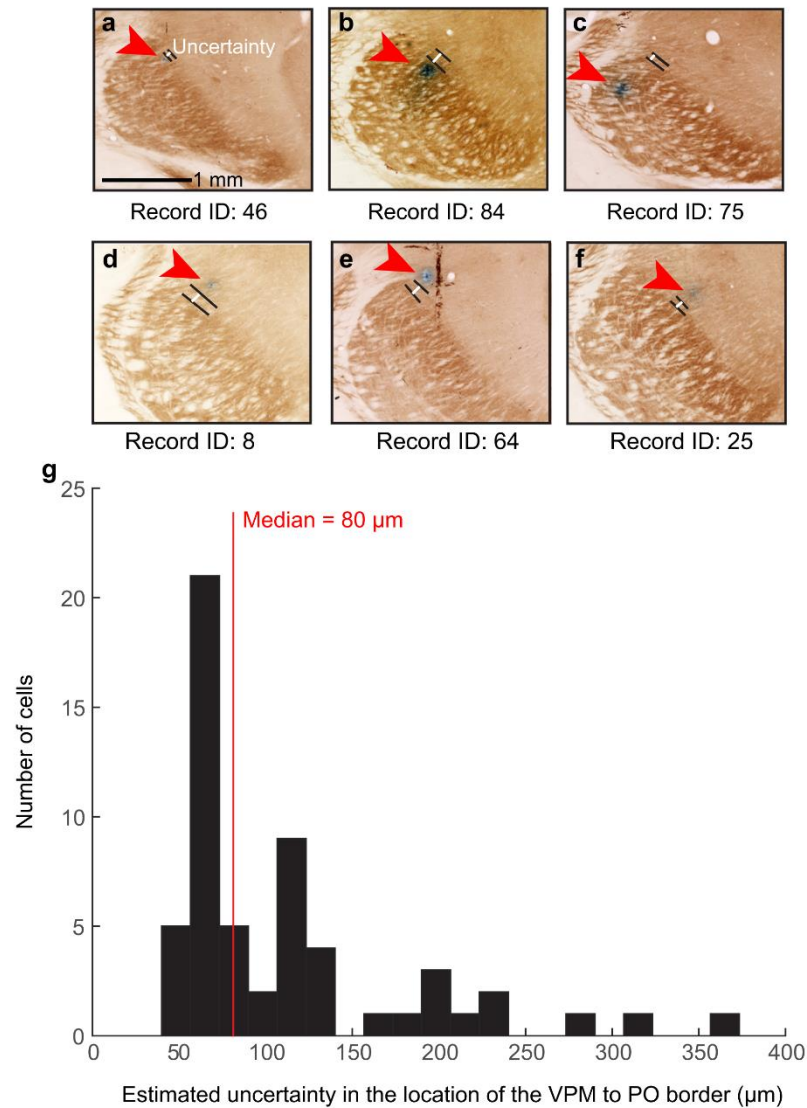 a
Uncertainty
1 mm
Record ID: 46
b
Record ID: 84
c
Record ID: 75
d
Record ID: 8
e
Record ID: 64
f
Record ID: 25
g
Median = 80 μm
25
20
15
10
5
0
Number of cells
0 50 100 150 200 250 300 350 400
Estimated uncertainty in the location of the VPM to PO border (μm)